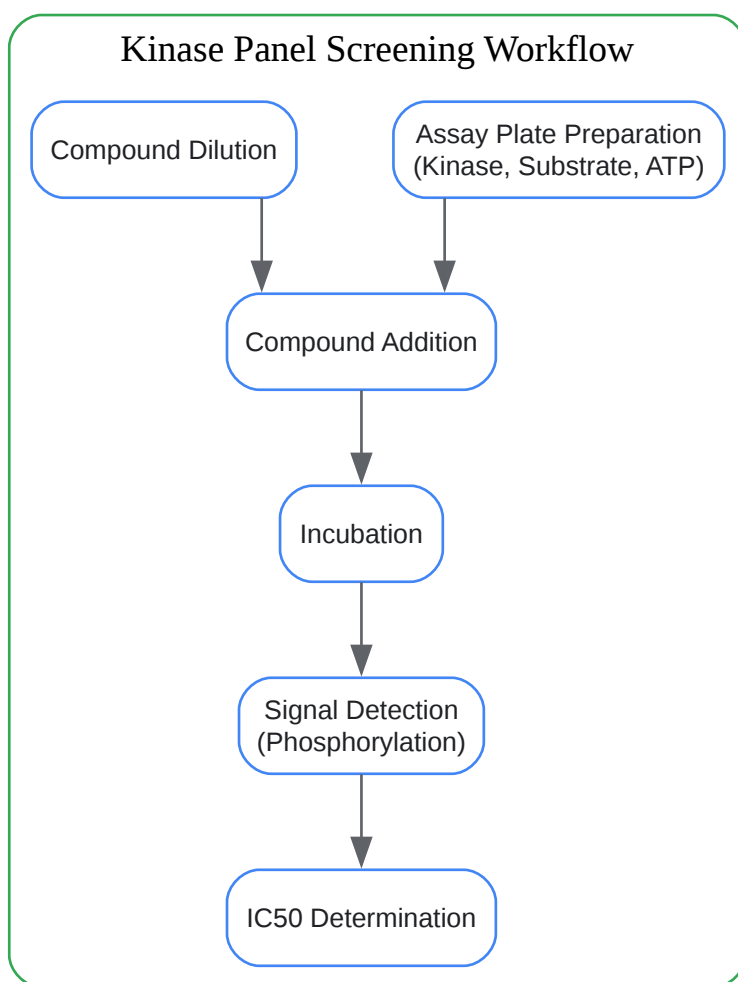 Kinase Panel Screening Workflow
Compound Dilution
Assay Plate Preparation
(Kinase, Substrate, ATP)
Compound Addition
Incubation
Signal Detection
(Phosphorylation)
IC50 Determination